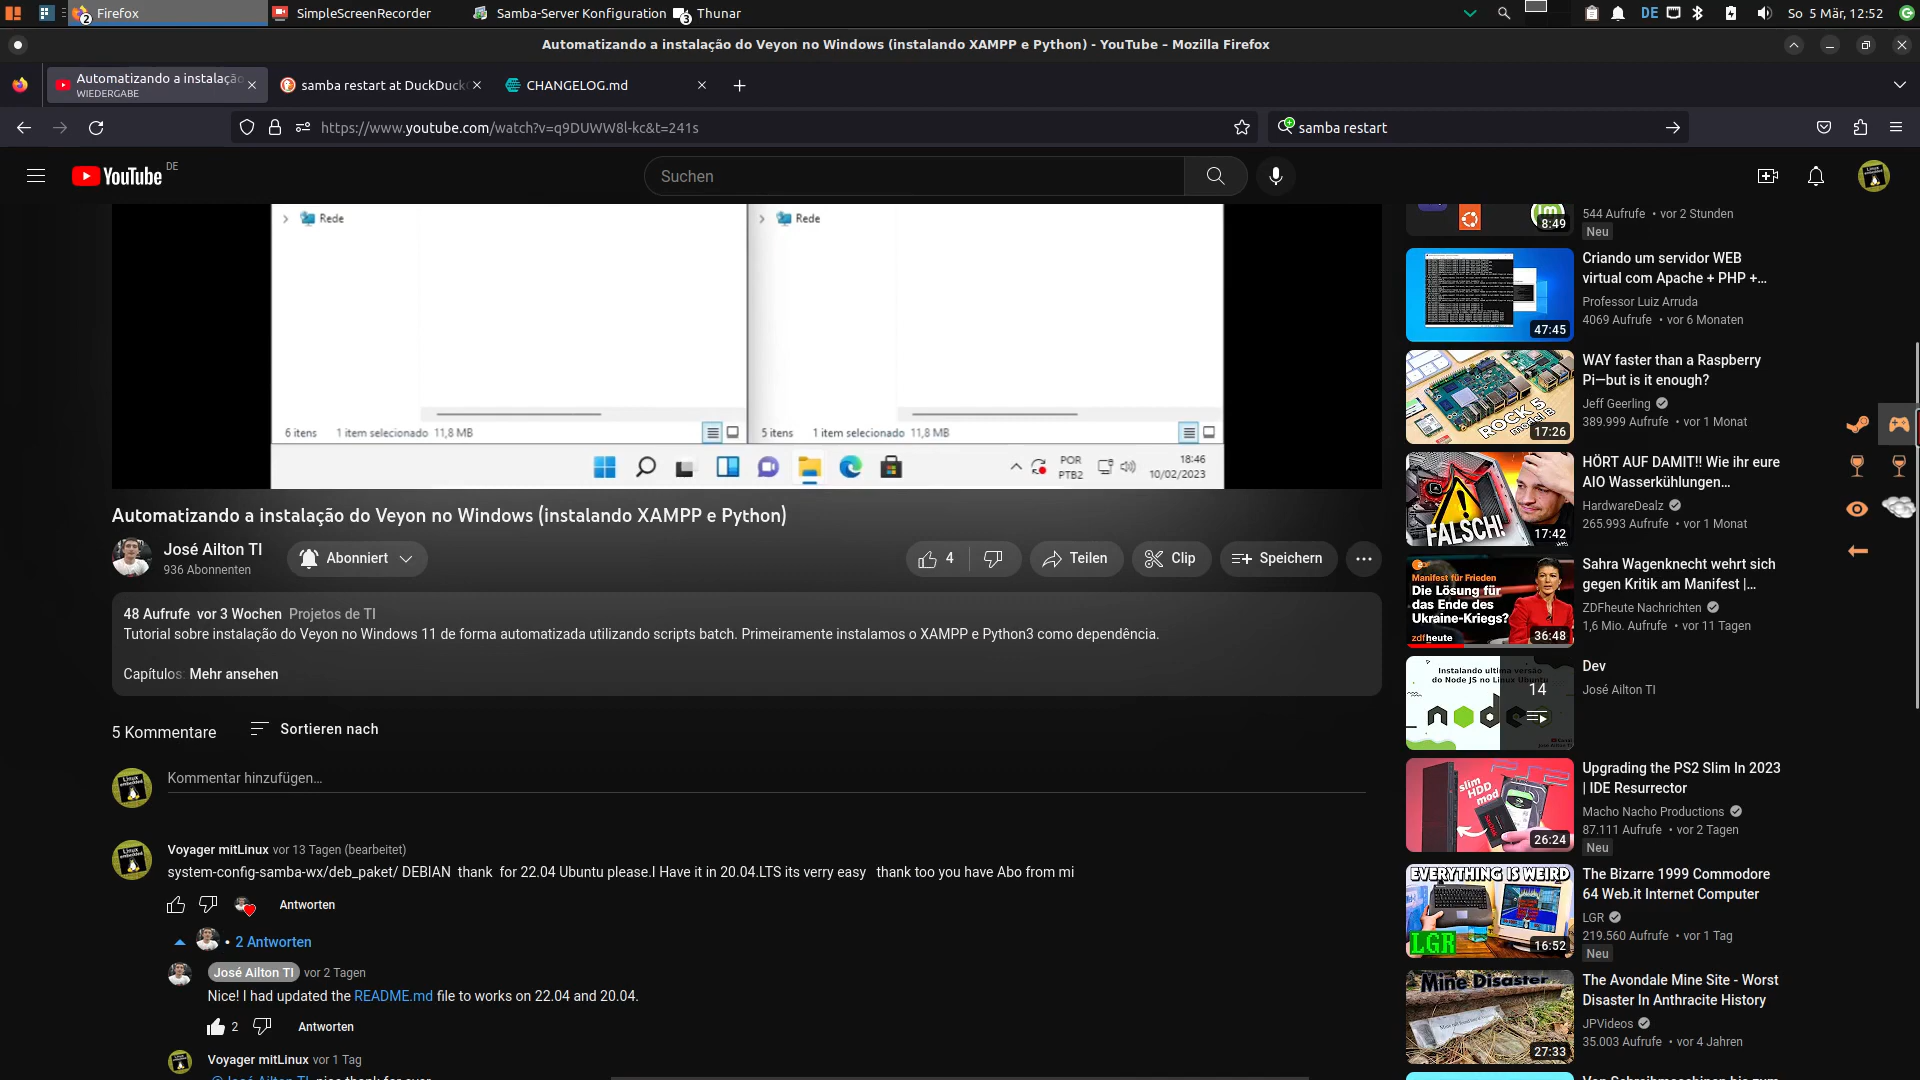 2
Firefox
SimpleScreenRecorder
Samba-Server Konfiguration
3
Thunar
DE
So 5 Mär, 12:52
Automatizando a instalação do Veyon no Windows (instalando XAMPP e Python) - YouTube – Mozilla Firefox
Automatizando a instalação
WIEDERGABE
samba restart at DuckDuck
CHANGELOG.md
https://www.youtube.com/watch?v=q9DUWW8l-kc&t=241s
samba restart
YouTube
DE
Suchen
Rede
Rede
6 itens 1 item selecionado 11,8 MB
5 itens 1 item selecionado 11,8 MB
POR
PTB2
18:46
10/02/2023
Automatizando a instalação do Veyon no Windows (instalando XAMPP e Python)
José Ailton TI
936 Abonnenten
Abonniert
4
Teilen
Clip
Speichern
48 Aufrufe vor 3 Wochen Projetos de TI
Tutorial sobre instalação do Veyon no Windows 11 de forma automatizada utilizando scripts batch. Primeiramente instalamos o XAMPP e Python3 como dependência.
Capítulos: Mehr ansehen
5 Kommentare
Sortieren nach
Kommentar hinzufügen...
Voyager mitLinux vor 13 Tagen (bearbeitet)
system-config-samba-wx/deb_paket/ DEBIAN thank for 22.04 Ubuntu please.I Have it in 20.04.LTS its verry easy thank too you have Abo from mi
Antworten
• 2 Antworten
José Ailton TI vor 2 Tagen
Nice! I had updated the README.md file to works on 22.04 and 20.04.
2
Antworten
Voyager mitLinux vor 1 Tag
8:49
544 Aufrufe • vor 2 Stunden
Neu
47:45
Criando um servidor WEB
virtual com Apache + PHP +...
Professor Luiz Arruda
4069 Aufrufe • vor 6 Monaten
ROCK 5
Model B
17:26
WAY faster than a Raspberry
Pi—but is it enough?
Jeff Geerling
389.999 Aufrufe • vor 1 Monat
FALSCH!
17:42
HÖRT AUF DAMIT!! Wie ihr eure
AIO Wasserkühlungen...
HardwareDealz
265.993 Aufrufe • vor 1 Monat
Manifest für Frieden
Die Lösung für
das Ende des
Ukraine-Kriegs?
zdfheute
36:48
Sahra Wagenknecht wehrt sich
gegen Kritik am Manifest |...
ZDFheute Nachrichten
1,6 Mio. Aufrufe • vor 11 Tagen
Instalando ultima versão
do Node JS no Linux Ubuntu
14
Dev
José Ailton TI
slim
HDD
mod
26:24
Upgrading the PS2 Slim In 2023
| IDE Resurrector
Macho Nacho Productions
87.111 Aufrufe • vor 2 Tagen
Neu
EVERYTHING IS WEIRD
LGR
16:52
The Bizarre 1999 Commodore
64 Web.it Internet Computer
LGR
219.560 Aufrufe • vor 1 Tag
Neu
Mine Disaster
27:33
The Avondale Mine Site - Worst
Disaster In Anthracite History
JPVideos
35.003 Aufrufe • vor 4 Jahren